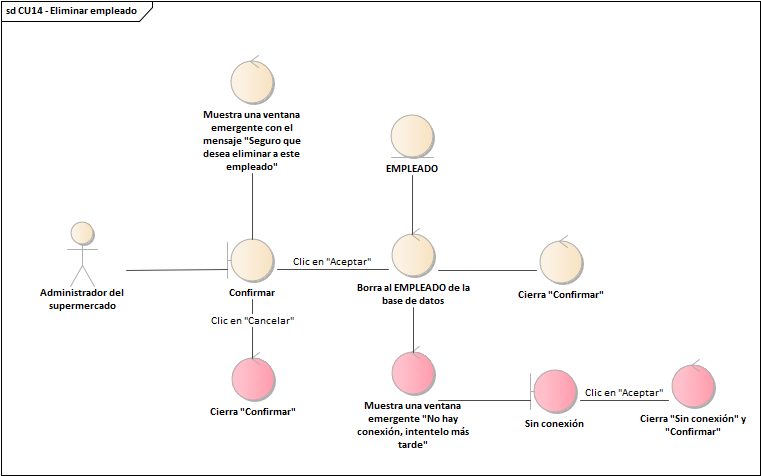 sd CU14 - Eliminar empleado
Muestra una ventana
emergente con el
mensaje "Seguro que
desea eliminar a este
empleado"
EMPLEADO
Administrador del
supermercado
Confirmar
Clic en "Aceptar"
Borra al EMPLEADO de la
base de datos
Cierra "Confirmar"
Clic en "Cancelar"
Cierra "Confirmar"
Muestra una ventana
emergente "No hay
conexión, intentelo más
tarde"
Sin conexión
Clic en "Aceptar"
Cierra "Sin conexión" y
"Confirmar"